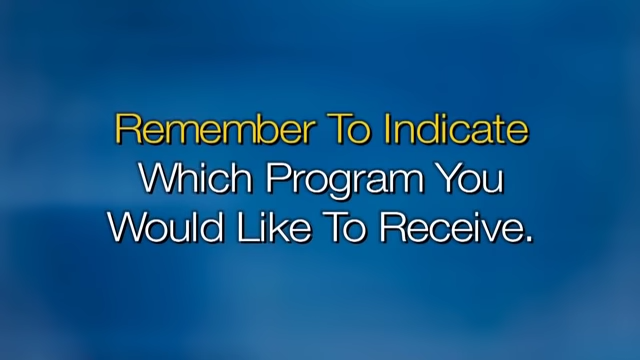 Remember To Indicate
Which Program You
Would Like To Receive.